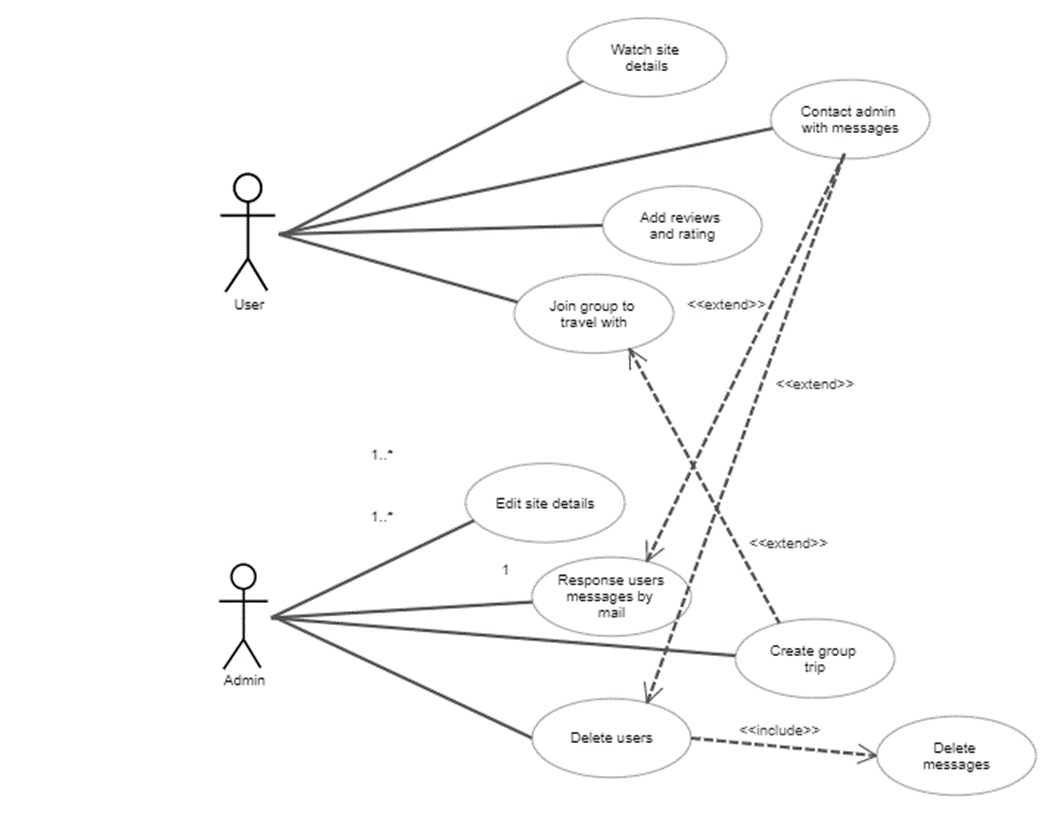 Watch site
details
Contact admin
with messages
Add reviews
and rating
User
Join group to
travel with
<<extend>>
<<extend>>
1..*
Edit site details
1..*
<<extend>>
1
Response users
messages by
mail
Create group
trip
Admin
Delete users
<<include>>
Delete
messages